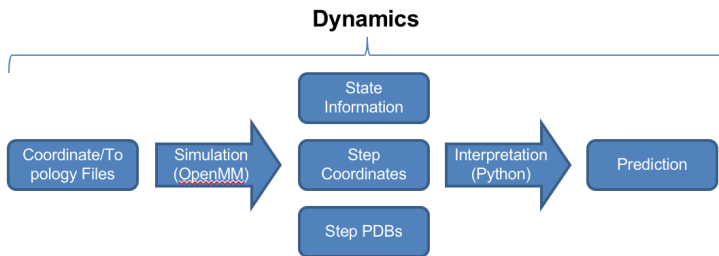 Dynamics
State
Information
Coordinate/To
pology Files
Simulation
(OpenMM)
Step
Coordinates
Interpretation
(Python)
Prediction
Step PDBs